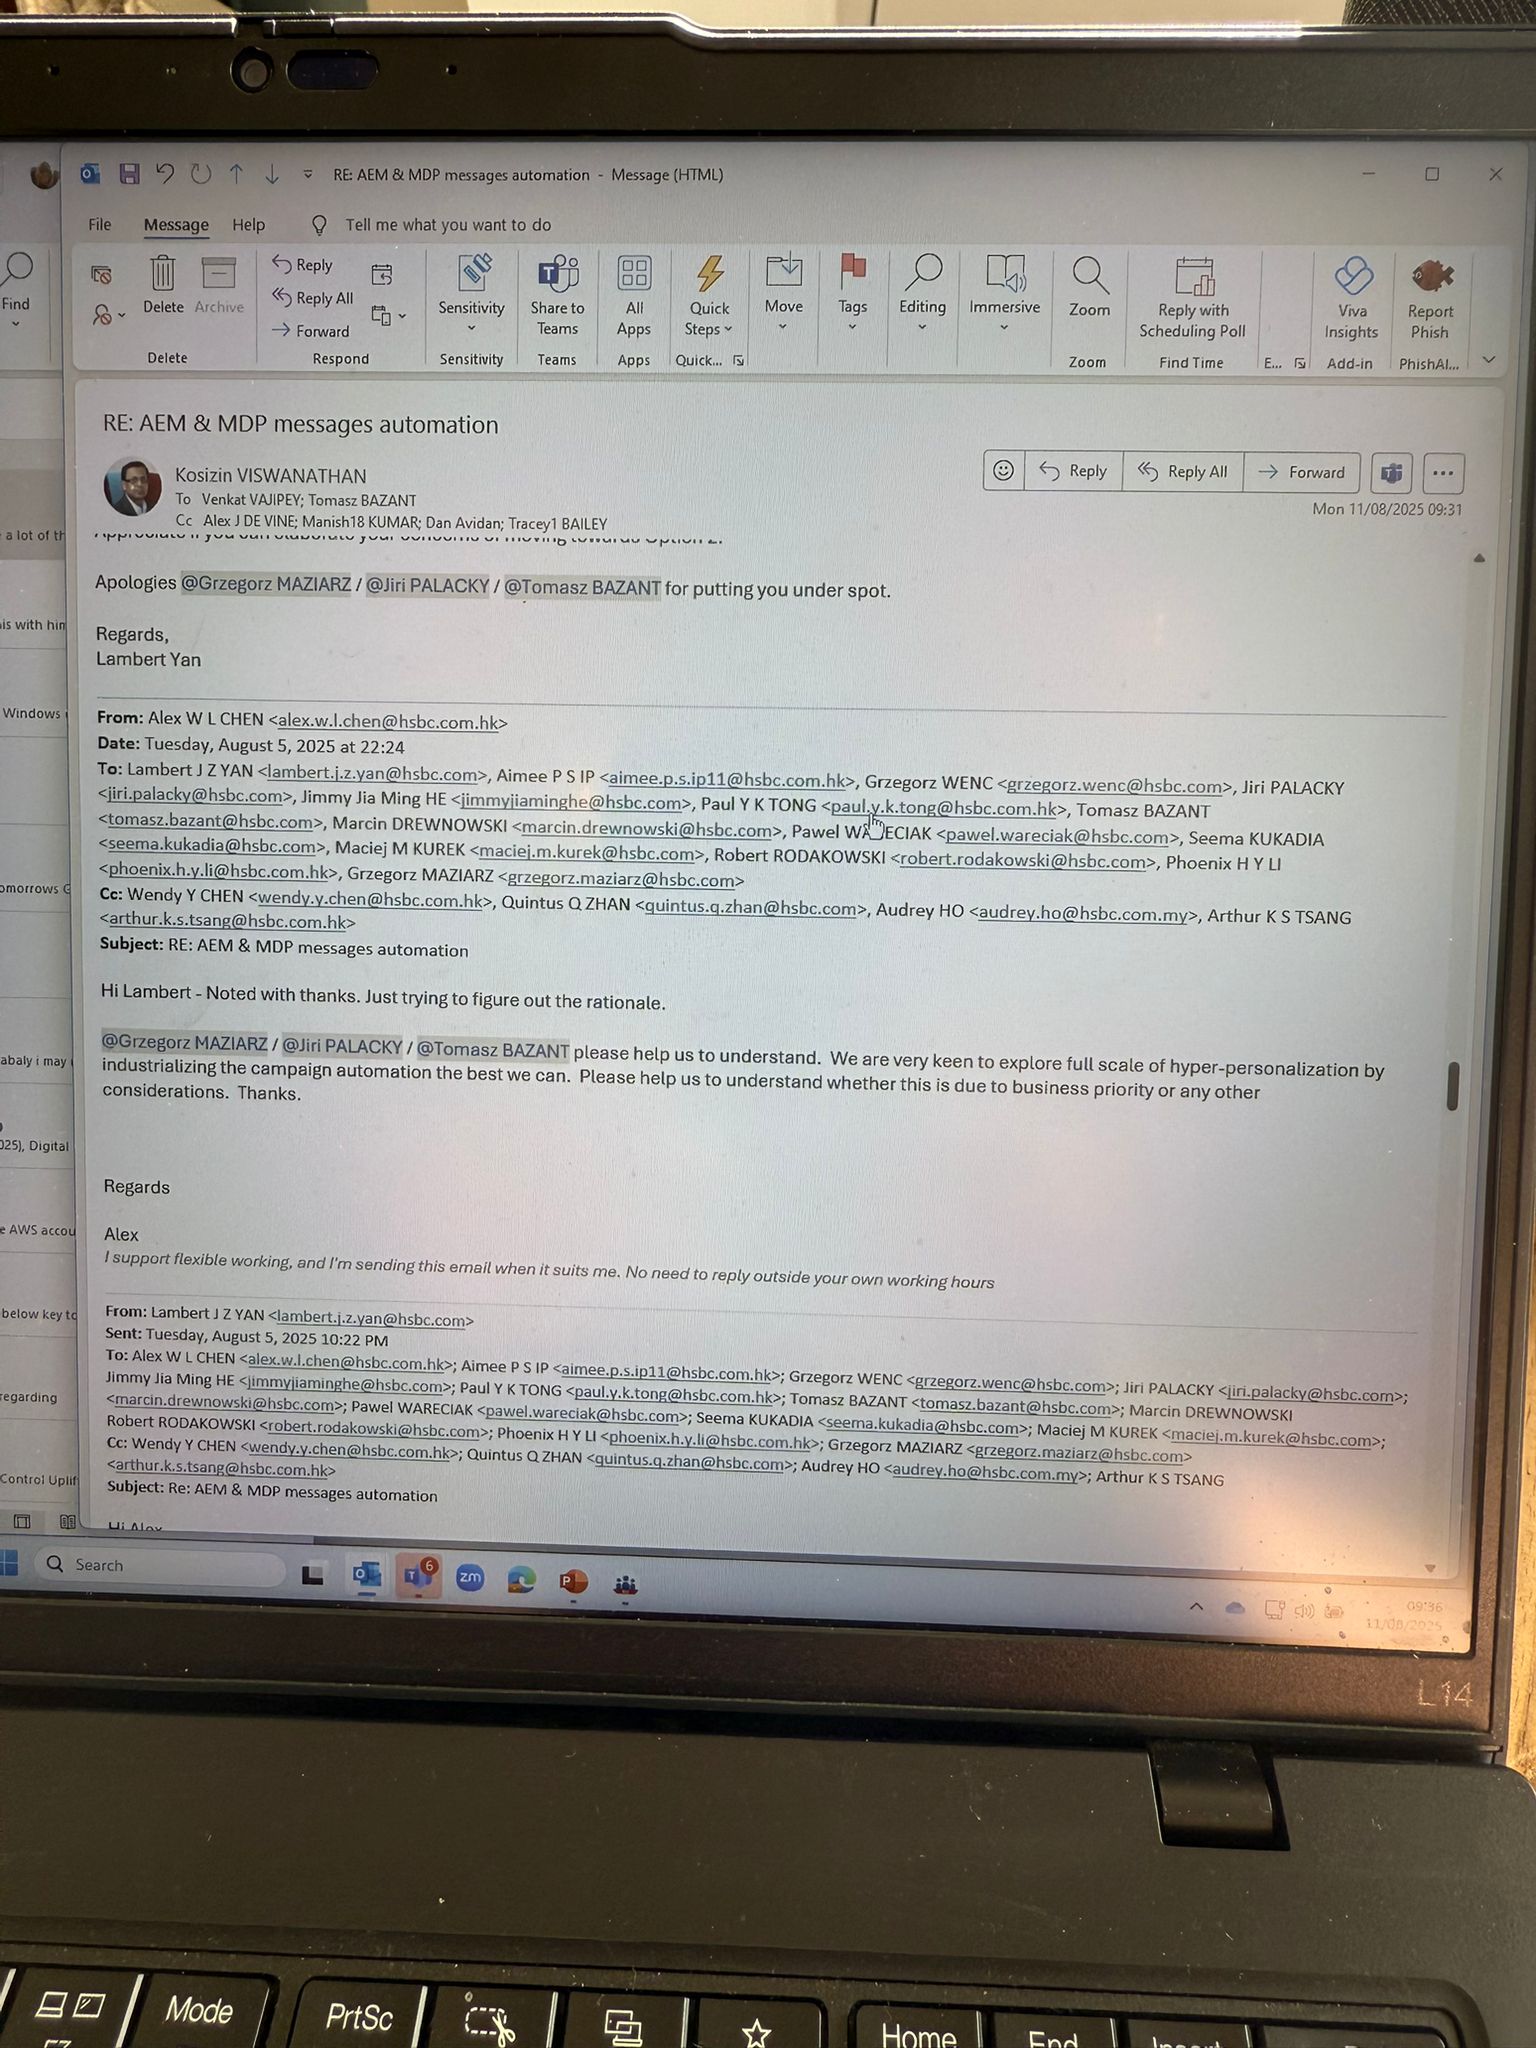 RE: AEM & MDP messages automation - Message (HTML)
File Message Help Tell me what you want to do
Find
Delete Archive
Reply
Reply All
Forward
Sensitivity
Share to Teams
All Apps
Quick Steps
Move
Tags
Editing
Immersive
Zoom
Reply with Scheduling Poll
Viva Insights
Report Phish
Delete Respond Sensitivity Teams Apps Quick... Zoom Find Time E... Add-in PhishAl...
RE: AEM & MDP messages automation
Kosizin VISWANATHAN
To Venkat VAJIPEY; Tomasz BAZANT
Cc Alex J DE VINE; Manish18 KUMAR; Dan Avidan; Tracey1 BAILEY
Reply Reply All Forward
Mon 11/08/2025 09:31
Apologies @Grzegorz MAZIARZ / @Jiri PALACKY / @Tomasz BAZANT for putting you under spot.
Regards,
Lambert Yan
From: Alex W L CHEN <alex.w.l.chen@hsbc.com.hk>
Date: Tuesday, August 5, 2025 at 22:24
To: Lambert J Z YAN <lambert.j.z.yan@hsbc.com>, Aimee P S IP <aimee.p.s.ip11@hsbc.com.hk>, Grzegorz WENC <grzegorz.wenc@hsbc.com>, Jiri PALACKY
<jiri.palacky@hsbc.com>, Jimmy Jia Ming HE <jimmyjiaminghe@hsbc.com>, Paul Y K TONG <paul.y.k.tong@hsbc.com.hk>, Tomasz BAZANT
<tomasz.bazant@hsbc.com>, Marcin DREWNOWSKI <marcin.drewnowski@hsbc.com>, Pawel WARECIAK <pawel.wareciak@hsbc.com>, Seema KUKADIA
<seema.kukadia@hsbc.com>, Maciej M KUREK <maciej.m.kurek@hsbc.com>, Robert RODAKOWSKI <robert.rodakowski@hsbc.com>, Phoenix H Y LI
<phoenix.h.y.li@hsbc.com.hk>, Grzegorz MAZIARZ <grzegorz.maziarz@hsbc.com>
Cc: Wendy Y CHEN <wendy.y.chen@hsbc.com.hk>, Quintus Q ZHAN <quintus.q.zhan@hsbc.com>, Audrey HO <audrey.ho@hsbc.com.my>, Arthur K S TSANG
<arthur.k.s.tsang@hsbc.com.hk>
Subject: RE: AEM & MDP messages automation
Hi Lambert - Noted with thanks. Just trying to figure out the rationale.
@Grzegorz MAZIARZ / @Jiri PALACKY / @Tomasz BAZANT please help us to understand. We are very keen to explore full scale of hyper-personalization by
industrializing the campaign automation the best we can. Please help us to understand whether this is due to business priority or any other
considerations. Thanks.
Regards
Alex
I support flexible working, and I'm sending this email when it suits me. No need to reply outside your own working hours
From: Lambert J Z YAN <lambert.j.z.yan@hsbc.com>
Sent: Tuesday, August 5, 2025 10:22 PM
To: Alex W L CHEN <alex.w.l.chen@hsbc.com.hk>; Aimee P S IP <aimee.p.s.ip11@hsbc.com.hk>; Grzegorz WENC <grzegorz.wenc@hsbc.com>; Jiri PALACKY <jiri.palacky@hsbc.com>;
Jimmy Jia Ming HE <jimmyjiaminghe@hsbc.com>; Paul Y K TONG <paul.y.k.tong@hsbc.com.hk>; Tomasz BAZANT <tomasz.bazant@hsbc.com>; Marcin DREWNOWSKI
<marcin.drewnowski@hsbc.com>; Pawel WARECIAK <pawel.wareciak@hsbc.com>; Seema KUKADIA <seema.kukadia@hsbc.com>; Maciej M KUREK <maciej.m.kurek@hsbc.com>;
Robert RODAKOWSKI <robert.rodakowski@hsbc.com>; Phoenix H Y LI <phoenix.h.y.li@hsbc.com.hk>; Grzegorz MAZIARZ <grzegorz.maziarz@hsbc.com>
Cc: Wendy Y CHEN <wendy.y.chen@hsbc.com.hk>; Quintus Q ZHAN <quintus.q.zhan@hsbc.com>; Audrey HO <audrey.ho@hsbc.com.my>; Arthur K S TSANG
<arthur.k.s.tsang@hsbc.com.hk>
Subject: Re: AEM & MDP messages automation
Hi Alex
a lot of th
is with him
Windows
omorrows G
abaly i may
025), Digital
e AWS accou
below key to
regarding
Control Uplif
Search
6
zm
09:36
11/08/2025
L14
Mode PrtSc Home End Insert